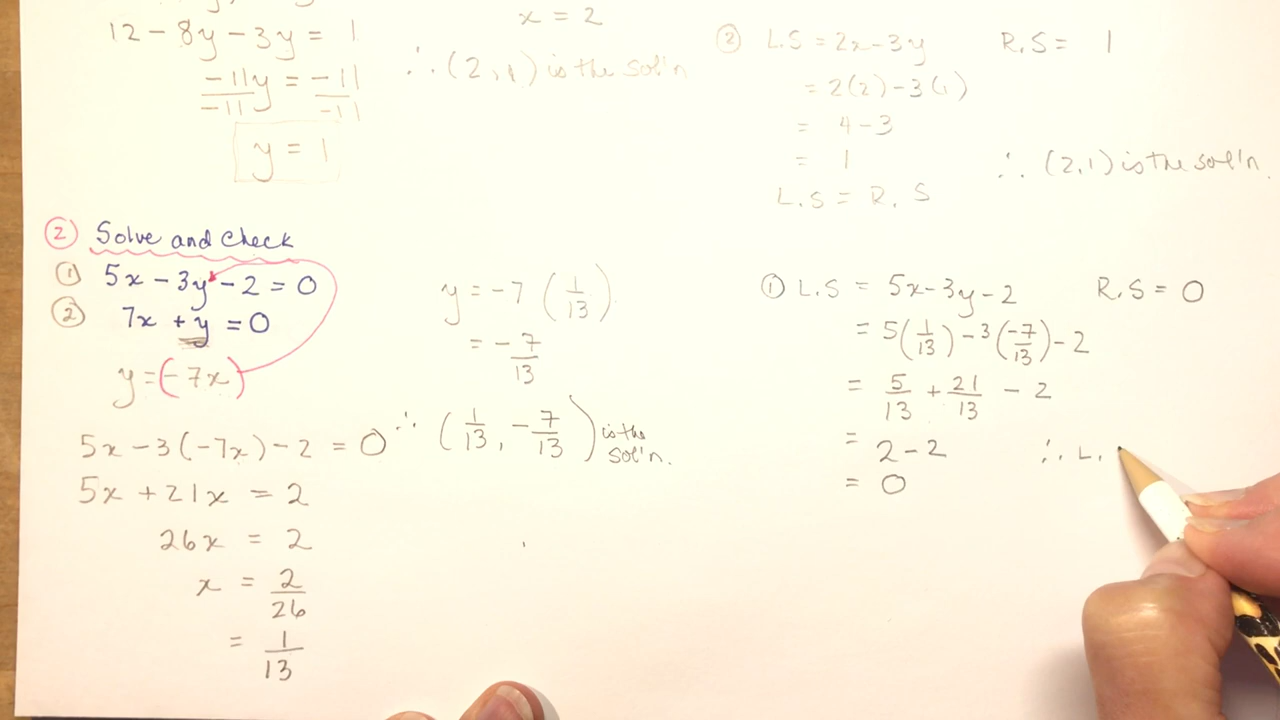 12 - 8y - 3y = 1
-11y/-11 = -11/-11
y = 1
x = 2
∴ (2, 1) is the sol'n
② L.S = 2x - 3y R.S = 1
= 2(2) - 3(1)
= 4 - 3
= 1
L.S = R.S
∴ (2,1) is the sol'n.
② Solve and check
① 5x - 3y - 2 = 0
② 7x + y = 0
y = (-7x)
5x - 3(-7x) - 2 = 0
5x + 21x = 2
26x = 2
x = 2/26
= 1/13
y = -7 (1/13)
= -7/13
∴ (1/13, -7/13) is the sol'n.
① L.S = 5x - 3y - 2 R.S = 0
= 5(1/13) - 3(-7/13) - 2
= 5/13 + 21/13 - 2
= 2 - 2
= 0
∴ L.